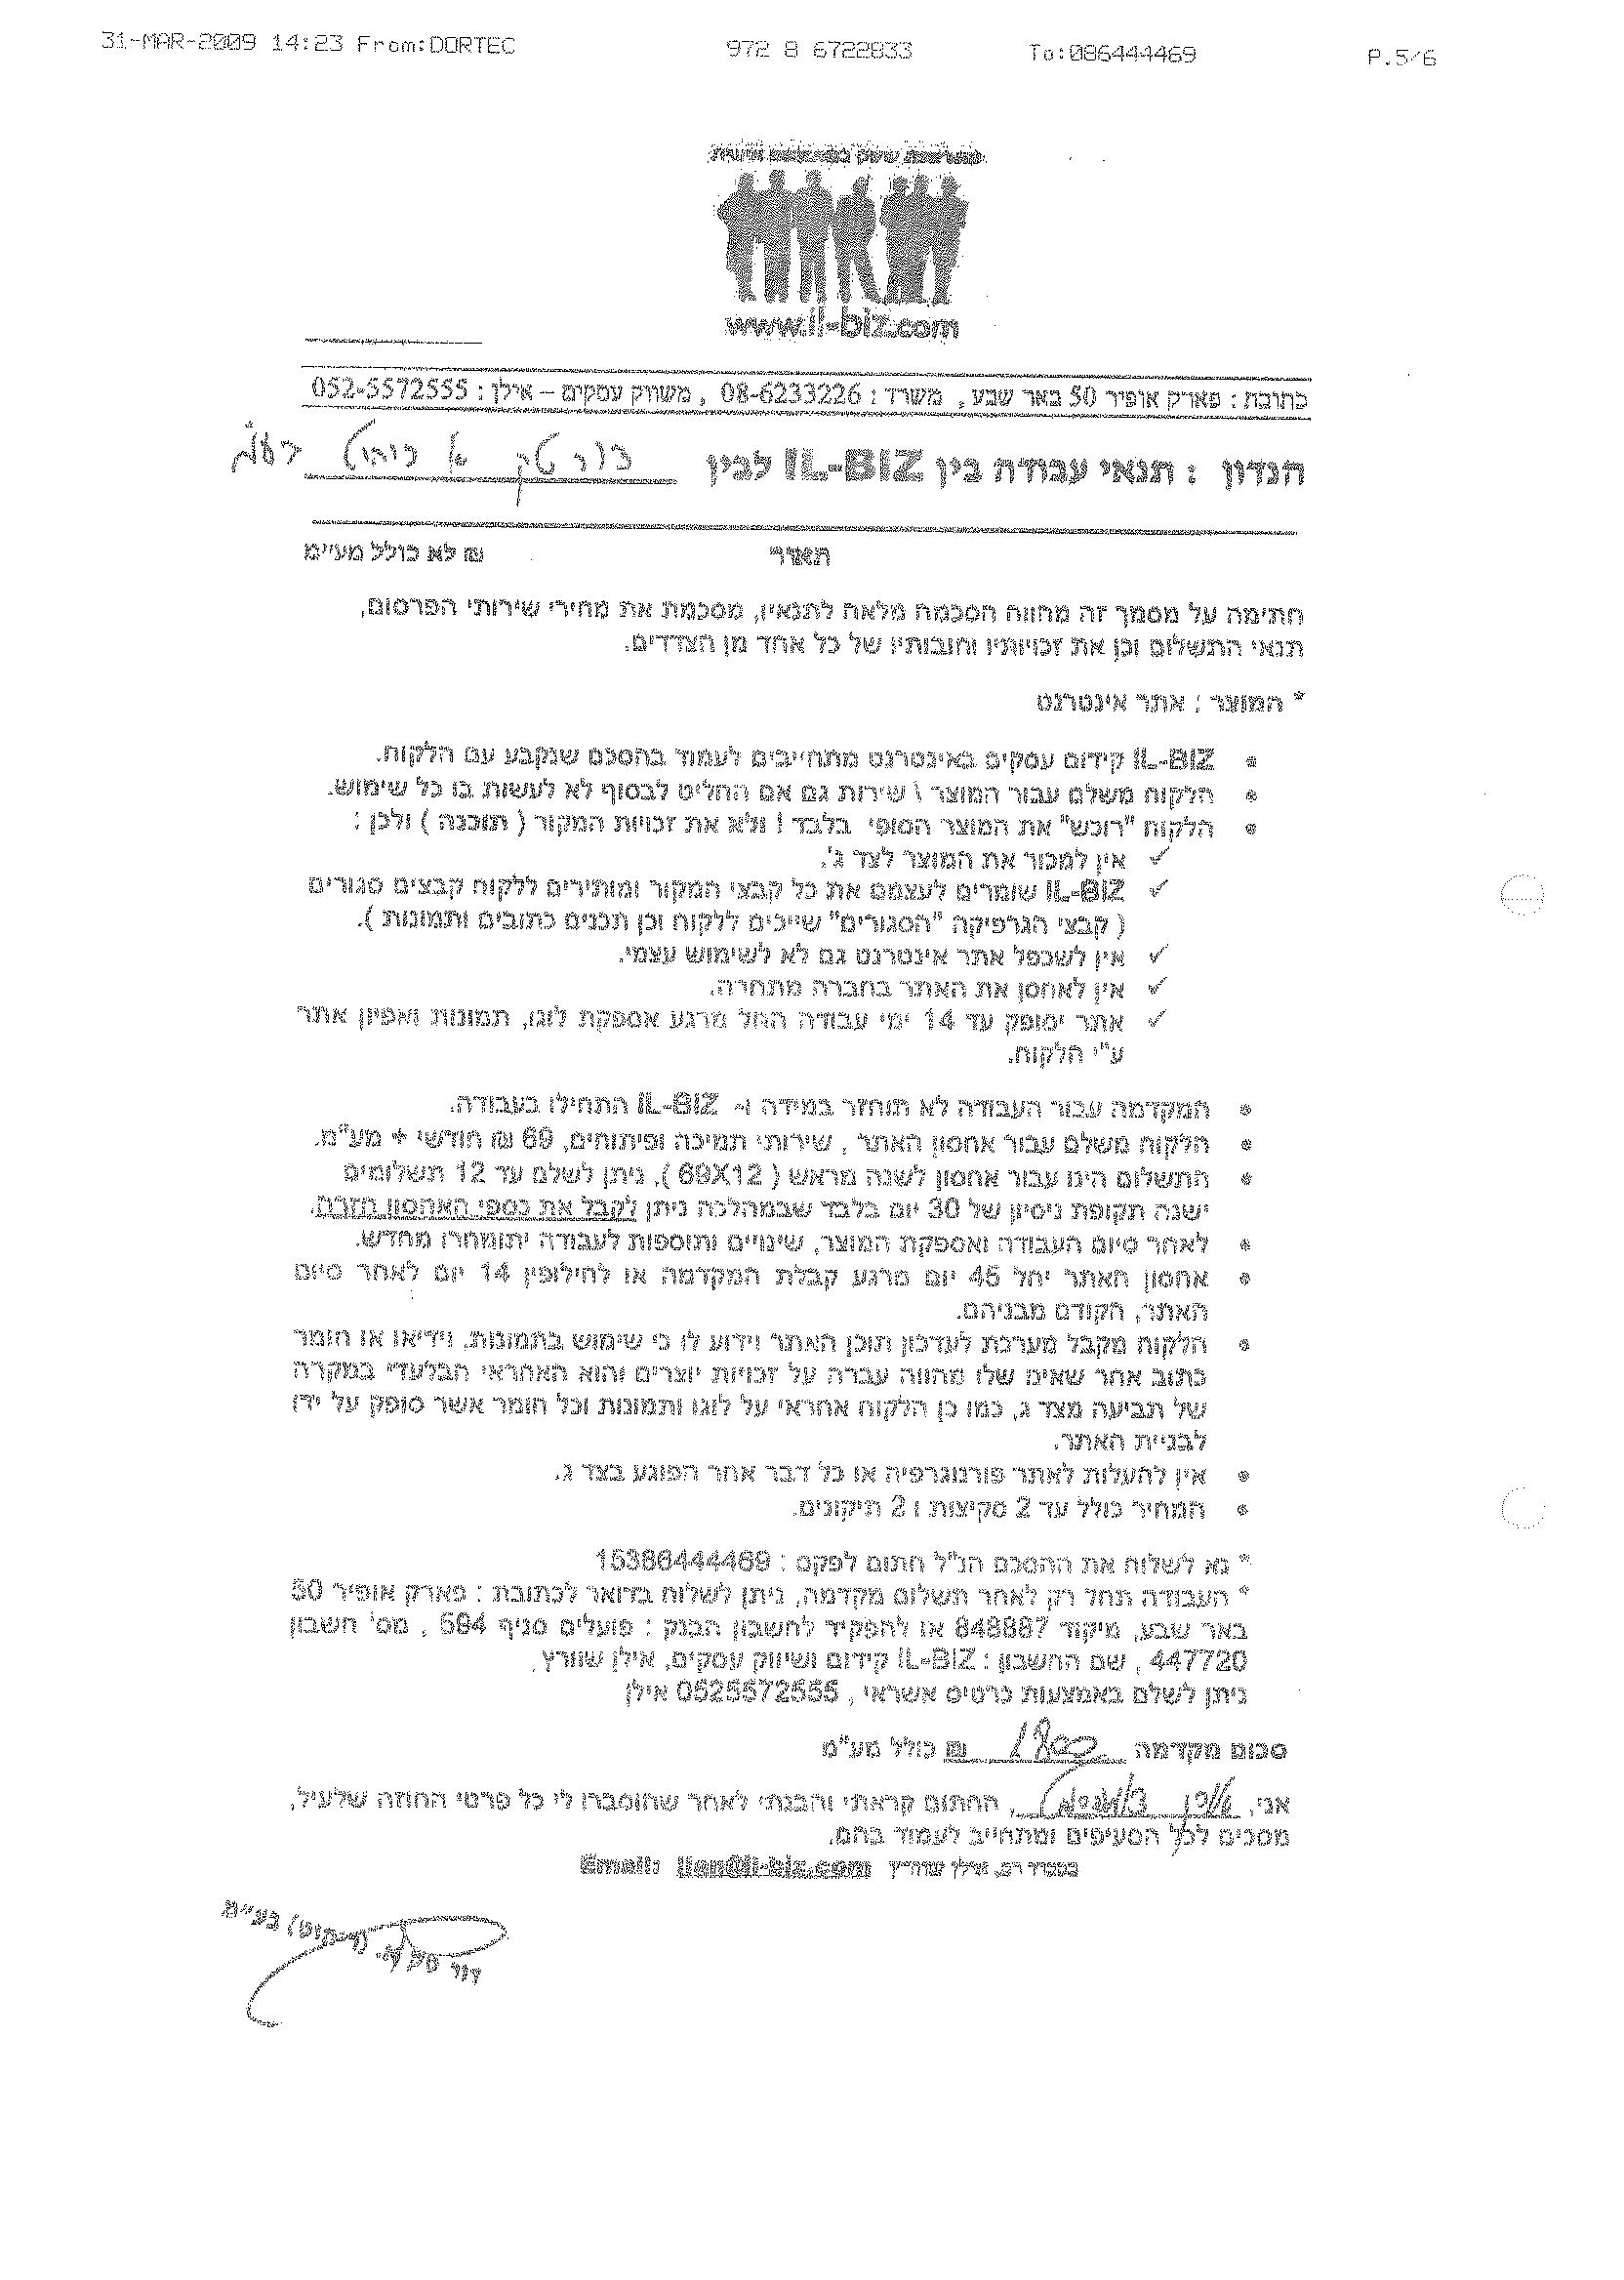 31-MAR-2009 14:23 From:DORTEC 972 8 6722833 To:086444469 P.5/6
www.il-biz.com
כתובת : פארק אופיר 50 באר שבע , משרד : 08-6233226 , משווק עסקים – אילן : 052-5572555
הנדון : תנאי עבודה בין IL-BIZ לבין
תאור ₪ לא כולל מע״מ
חתימה על מסמך זה מהווה הסכמה מלאה לתנאיו, מסכמת את מחירי שירותי הפרסום,
תנאי התשלום וכן את זכויותיו וחובותיו של כל אחד מן הצדדים.
* המוצר : אתר אינטרנט
• IL-BIZ קידום עסקים באינטרנט מתחייבים לעמוד בהסכם שנקבע עם הלקוח.
• הלקוח משלם עבור המוצר \ שירות גם אם החליט לבסוף לא לעשות בו כל שימוש.
• הלקוח "רוכש" את המוצר הסופי בלבד ! ולא את זכויות המקור ( תוכנה ) ולכן :
✓ אין למכור את המוצר לצד ג'.
✓ IL-BIZ שומרים לעצמם את כל קבצי המקור ומותירים ללקוח קבצים סגורים
( קבצי הגרפיקה "הסגורים" שייכים ללקוח וכן תכנים כתובים ותמונות ).
✓ אין לשכפל אתר אינטרנט גם לא לשימוש עצמי.
✓ אין לאחסן את האתר בחברה מתחרה.
✓ אתר יסופק עד 14 ימי עבודה החל מרגע אספקת לוגו, תמונות ואפיון אתר
ע"י הלקוח.
• המקדמה עבור העבודה לא תוחזר במידה ו- IL-BIZ התחילו בעבודה.
• הלקוח משלם עבור אחסון האתר , שירותי תמיכה ופיתוחים, 69 ₪ חודשי + מע"מ.
• התשלום הינו עבור אחסון לשנה מראש ( 69X12 ), ניתן לשלם עד 12 תשלומים
ישנה תקופת ניסיון של 30 יום בלבד שבמהלכה ניתן לקבל את כספי האחסון חזרה.
• לאחר סיום העבודה ואספקת המוצר, שינויים ותוספות לעבודה יתומחרו מחדש.
• אחסון האתר יחל 45 יום מרגע קבלת המקדמה או לחילופין 14 יום לאחר סיום
האתר, הקודם מבניהם.
• הלקוח מקבל מערכת לעדכון תוכן האתר וידוע לו כי שימוש בתמונות, וידיאו או חומר
כתוב אחר שאינו שלו מהווה עברה על זכויות יוצרים והוא האחראי הבלעדי במקרה
של תביעה מצד ג, כמו כן הלקוח אחראי על לוגו ותמונות וכל חומר אשר סופק על ידו
לבניית האתר.
• אין להעלות לאתר פורנוגרפיה או כל דבר אחר הפוגע בצד ג.
• המחיר כולל עד 2 סקיצות ו 2 תיקונים.
* נא לשלוח את ההסכם הנ"ל חתום לפקס : 15386444469
* העבודה תחל רק לאחר תשלום מקדמה, ניתן לשלוח בדואר לכתובת : פארק אופיר 50
באר שבע, מיקוד 848887 או להפקיד לחשבון הבנק : פועלים סניף 594 , מס' חשבון
447720 , שם החשבון : IL-BIZ קידום ושיווק עסקים, אילן שוורץ.
ניתן לשלם באמצעות כרטיס אשראי , 0525572555 אילן
סכום מקדמה 1800 ₪ כולל מע"מ
אני, , החתום קראתי והבנתי לאחר שהוסברו לי כל פרטי החוזה שלעיל,
מסכים לכל הסעיפים ומתחייב לעמוד בהם.
בכבוד רב, אילן שוורץ Email: ilan@il-biz.com
בע״מ